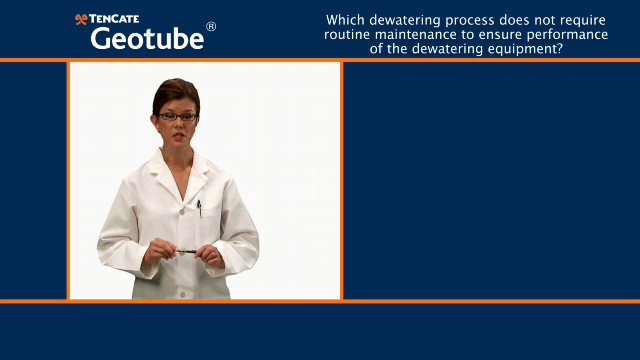 TENCATE
Geotube®
Which dewatering process does not require
routine maintenance to ensure performance
of the dewatering equipment?